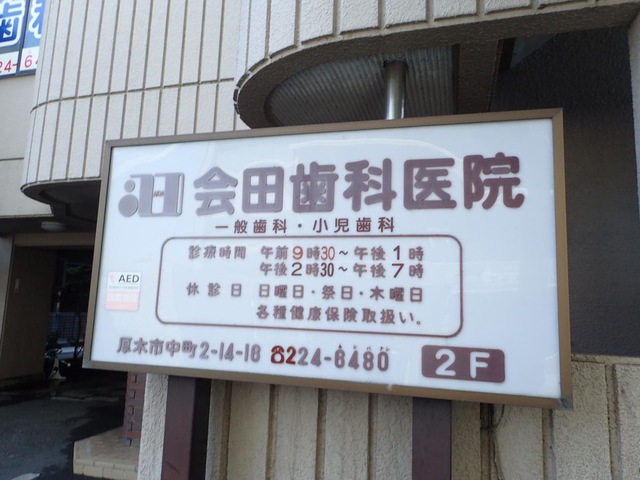 会田歯科医院
一般歯科・小児歯科
診療時間 午前9時30〜午後1時
午後2時30〜午後7時
休診日 日曜日・祭日・木曜日
各種健康保険取扱い。
AED
厚木市中町2-14-16 ☎224-6480
2F